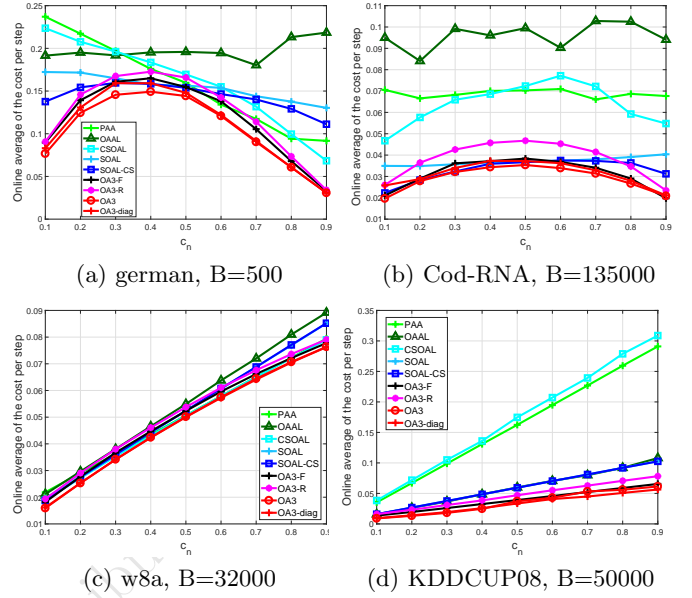 0.25
0.2
0.15
0.1
0.05
0
Online average of the cost per step
PAA
OAAL
CSOAL
SOAL
SOAL-CS
OA3-F
OA3-R
OA3
OA3-diag
0.1 0.2 0.3 0.4 0.5 0.6 0.7 0.8 0.9
c_n
(a) german, B=500
0.11
0.1
0.09
0.08
0.07
0.06
0.05
0.04
0.03
0.02
0.01
Online average of the cost per step
0.1 0.2 0.3 0.4 0.5 0.6 0.7 0.8 0.9
c_n
(b) Cod-RNA, B=135000
0.09
0.08
0.07
0.06
0.05
0.04
0.03
0.02
0.01
Online average of the cost per step
PAA
OAAL
CSOAL
SOAL
SOAL-CS
OA3-F
OA3-R
OA3
OA3-diag
0.1 0.2 0.3 0.4 0.5 0.6 0.7 0.8 0.9
c_n
(c) w8a, B=32000
0.35
0.3
0.25
0.2
0.15
0.1
0.05
0
Online average of the cost per step
PAA
OAAL
CSOAL
SOAL
SOAL-CS
OA3-F
OA3-R
OA3
OA3-diag
0.1 0.2 0.3 0.4 0.5 0.6 0.7 0.8 0.9
c_n
(d) KDDCUP08, B=50000